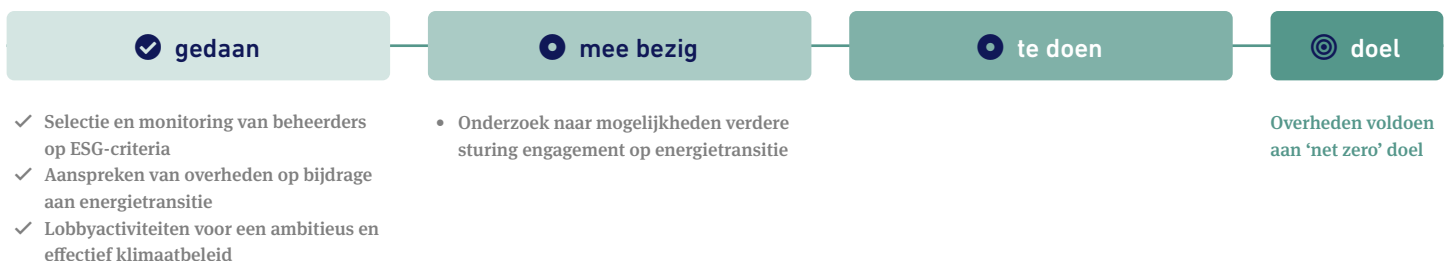 gedaan
mee bezig
te doen
doel
Selectie en monitoring van beheerders
op ESG-criteria
Aanspreken van overheden op bijdrage
aan energietransitie
Lobbyactiviteiten voor een ambitieus en
effectief klimaatbeleid
• Onderzoek naar mogelijkheden verdere
sturing engagement op energietransitie
Overheden voldoen
aan ‘net zero’ doel